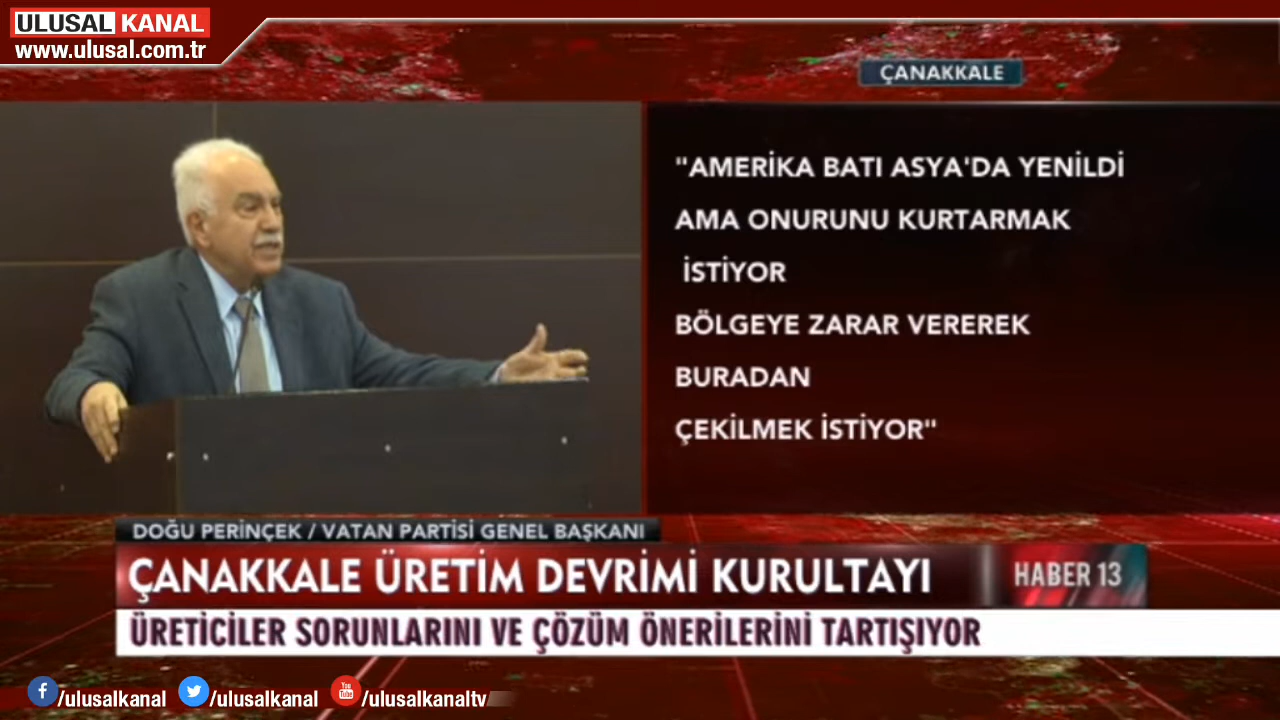 ULUSAL KANAL
www.ulusal.com.tr
ÇANAKKALE
"AMERİKA BATI ASYA'DA YENİLDİ
AMA ONURUNU KURTARMAK
İSTİYOR
BÖLGEYE ZARAR VEREREK
BURADAN
ÇEKİLMEK İSTİYOR"
DOĞU PERİNÇEK / VATAN PARTİSİ GENEL BAŞKANI
ÇANAKKALE ÜRETİM DEVRİMİ KURULTAYI
HABER 13
ÜRETİCİLER SORUNLARINI VE ÇÖZÜM ÖNERİLERİNİ TARTIŞIYOR
/ulusalkanal /ulusalkanal You Tube /ulusalkanaltv